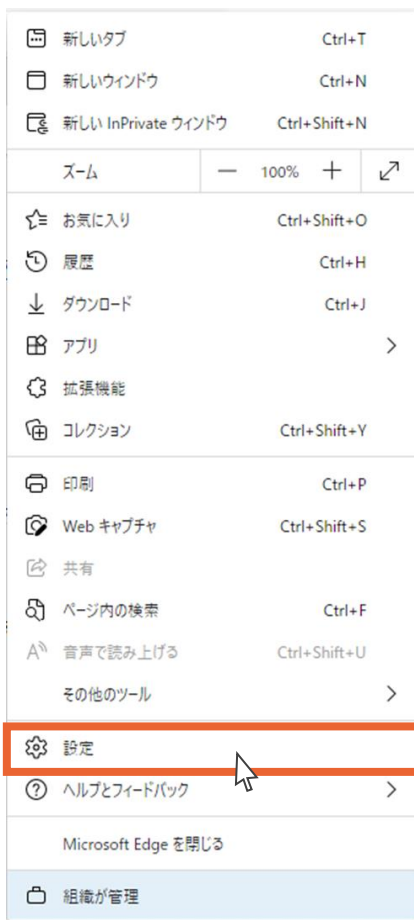 新しいタブ Ctrl+T
新しいウィンドウ Ctrl+N
新しい InPrivate ウィンドウ Ctrl+Shift+N
ズーム — 100% +
お気に入り Ctrl+Shift+O
履歴 Ctrl+H
ダウンロード Ctrl+J
アプリ
拡張機能
コレクション Ctrl+Shift+Y
印刷 Ctrl+P
Web キャプチャ Ctrl+Shift+S
共有
ページ内の検索 Ctrl+F
音声で読み上げる Ctrl+Shift+U
その他のツール
設定
ヘルプとフィードバック
Microsoft Edge を閉じる
組織が管理